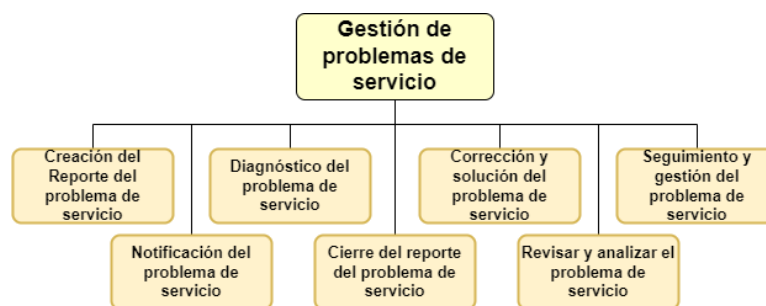 Gestión de
problemas de
servicio
Creación del
Reporte del
problema de
servicio
Diagnóstico del
problema de
servicio
Corrección y
solución del
problema de
servicio
Seguimiento y
gestión del
problema de
servicio
Notificación del
problema de
servicio
Cierre del reporte
del problema de
servicio
Revisar y analizar el
problema de
servicio